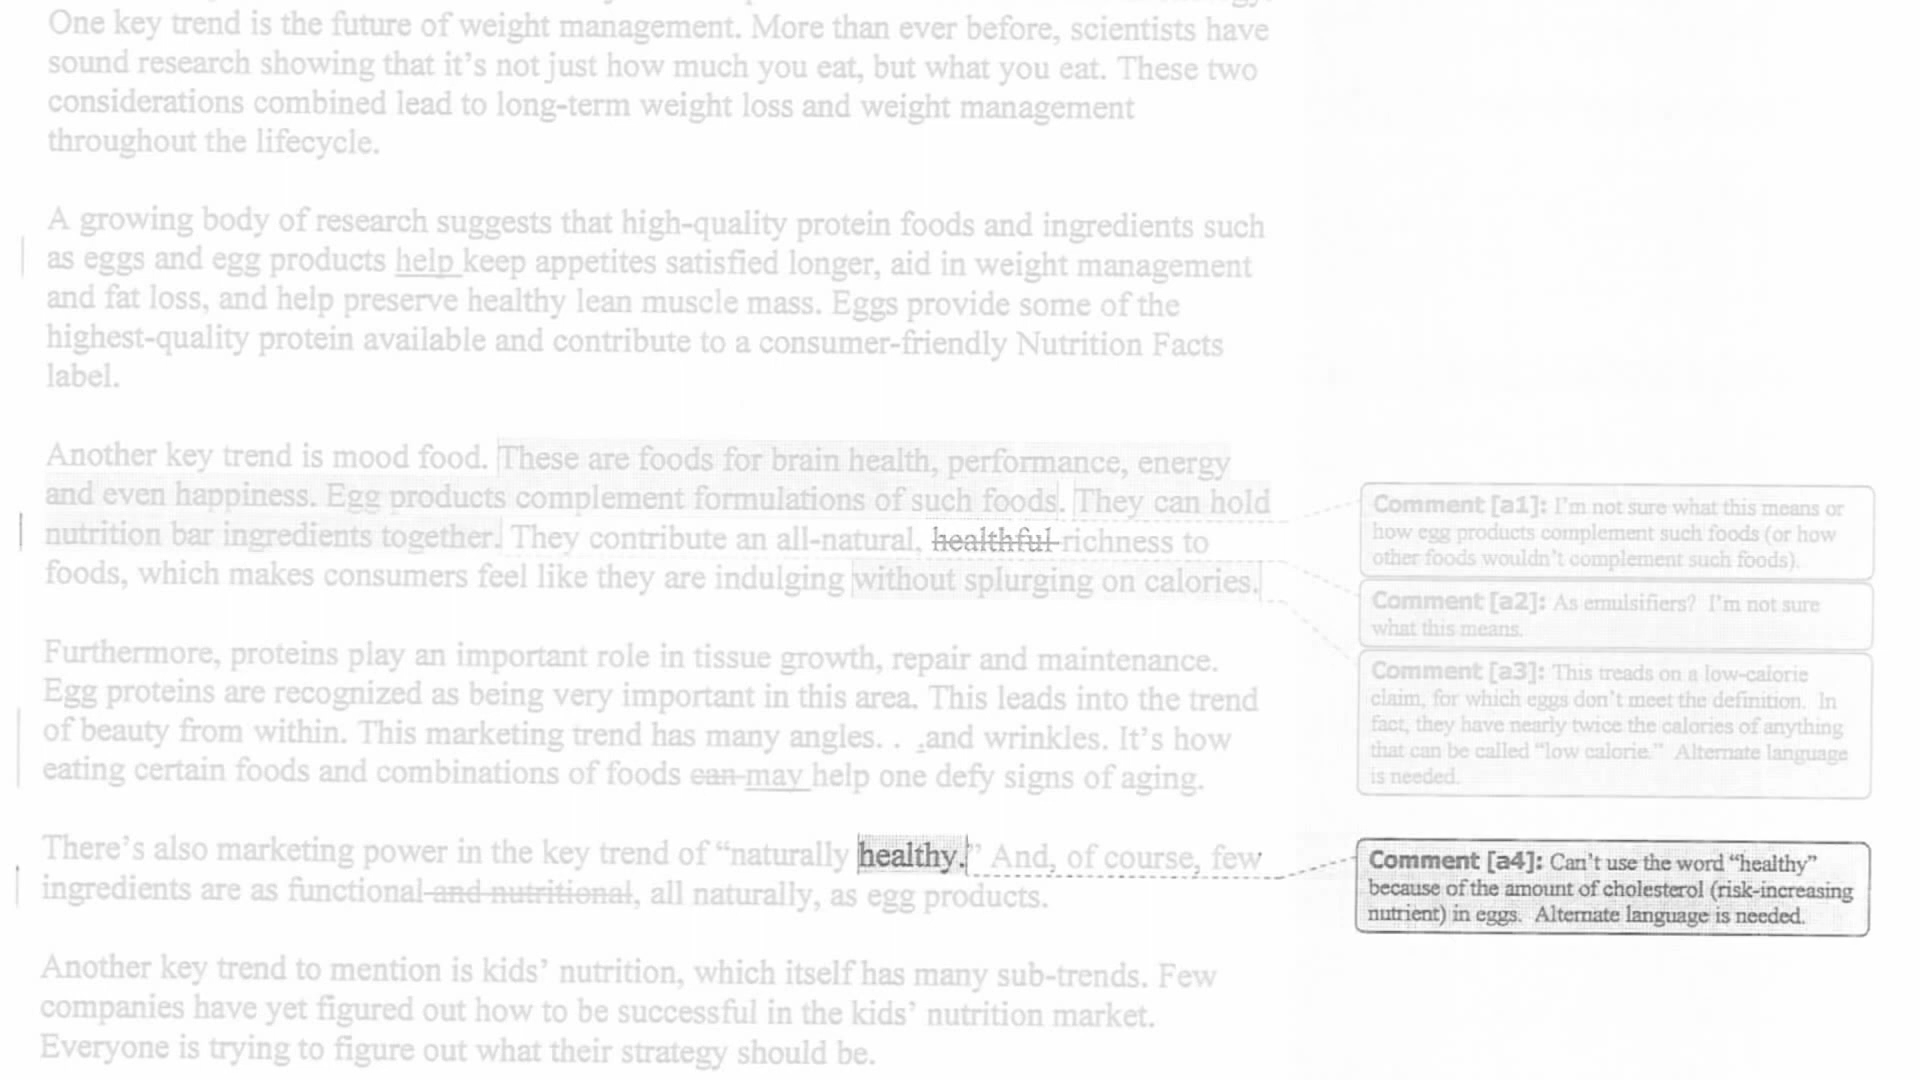 One key trend is the future of weight management. More than ever before, scientists have
sound research showing that it’s not just how much you eat, but what you eat. These two
considerations combined lead to long-term weight loss and weight management
throughout the lifecycle.
A growing body of research suggests that high-quality protein foods and ingredients such
as eggs and egg products help keep appetites satisfied longer, aid in weight management
and fat loss, and help preserve healthy lean muscle mass. Eggs provide some of the
highest-quality protein available and contribute to a consumer-friendly Nutrition Facts
label.
Another key trend is mood food. These are foods for brain health, performance, energy
and even happiness. Egg products complement formulations of such foods. They can hold
nutrition bar ingredients together. They contribute an all-natural, healthful richness to
foods, which makes consumers feel like they are indulging without splurging on calories.
Furthermore, proteins play an important role in tissue growth, repair and maintenance.
Egg proteins are recognized as being very important in this area. This leads into the trend
of beauty from within. This marketing trend has many angles. . .and wrinkles. It’s how
eating certain foods and combinations of foods can may help one defy signs of aging.
There’s also marketing power in the key trend of “naturally healthy.” And, of course, few
ingredients are as functional and nutritional, all naturally, as egg products.
Another key trend to mention is kids’ nutrition, which itself has many sub-trends. Few
companies have yet figured out how to be successful in the kids’ nutrition market.
Everyone is trying to figure out what their strategy should be.
Comment [a1]: I’m not sure what this means or
how egg products complement such foods (or how
other foods wouldn’t complement such foods).
Comment [a2]: As emulsifiers? I’m not sure
what this means.
Comment [a3]: This treads on a low-calorie
claim, for which eggs don’t meet the definition. In
fact, they have nearly twice the calories of anything
that can be called “low calorie.” Alternate language
is needed.
Comment [a4]: Can’t use the word “healthy”
because of the amount of cholesterol (risk-increasing
nutrient) in eggs. Alternate language is needed.